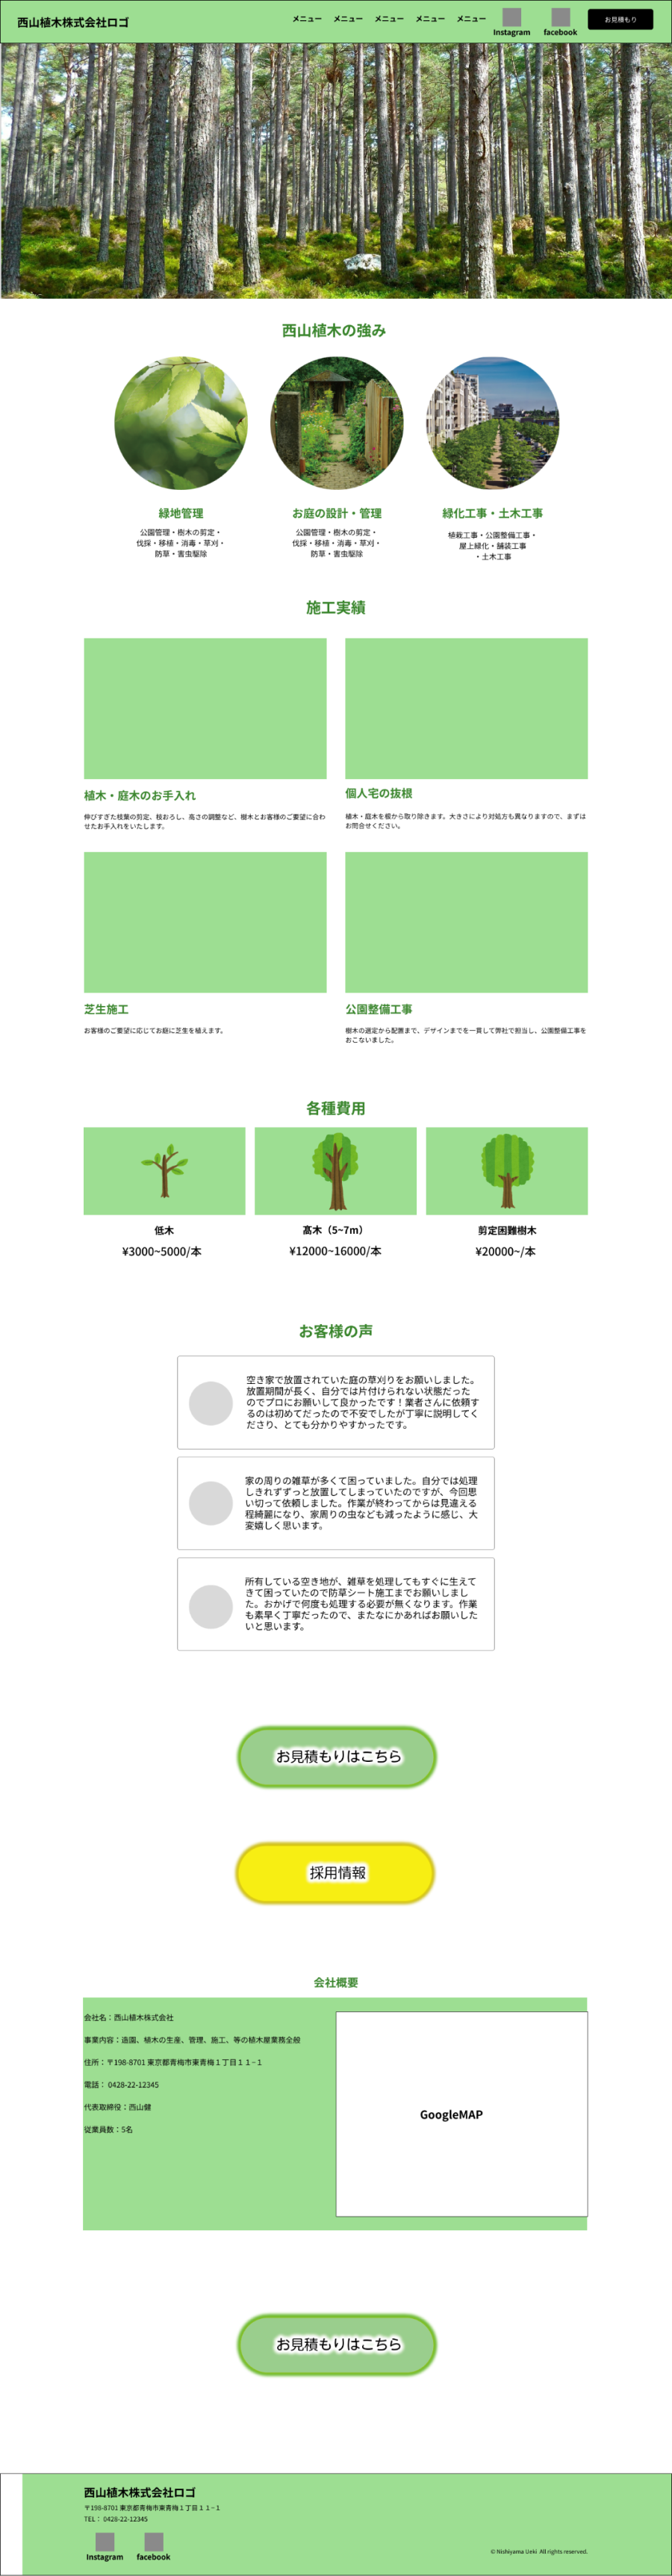 西山植木株式会社ロゴ
メニュー メニュー メニュー メニュー メニュー
Instagram facebook
お見積もり
西山植木の強み
緑地管理
公園管理・樹木の剪定・
伐採・移植・消毒・草刈・
防草・害虫駆除
お庭の設計・管理
公園管理・樹木の剪定・
伐採・移植・消毒・草刈・
防草・害虫駆除
緑化工事・土木工事
植栽工事・公園整備工事・
屋上緑化・舗装工事
・土木工事
施工実績
植木・庭木のお手入れ
伸びすぎた枝葉の剪定、枝おろし、高さの調整など、樹木とお客様のご要望に合わ
せたお手入れをいたします。
個人宅の抜根
植木・庭木を根から取り除きます。大きさにより対処方も異なりますので、まずは
お問合せください。
芝生施工
お客様のご要望に応じてお庭に芝生を植えます。
公園整備工事
樹木の選定から配置まで、デザインまでを一貫して弊社で担当し、公園整備工事を
おこないました。
各種費用
低木
¥3000~5000/本
高木（5~7m）
¥12000~16000/本
剪定困難樹木
¥20000~/本
お客様の声
空き家で放置されていた庭の草刈りをお願いしました。
放置期間が長く、自分では片付けられない状態だった
のでプロにお願いして良かったです！業者さんに依頼す
るのは初めてだったので不安でしたが丁寧に説明してく
ださり、とても分かりやすかったです。
家の周りの雑草が多くて困っていました。自分では処理
しきれずずっと放置してしまっていたのですが、今回思
い切って依頼しました。作業が終わってからは見違える
程綺麗になり、家周りの虫なども減ったように感じ、大
変嬉しく思います。
所有している空き地が、雑草を処理してもすぐに生えて
きて困っていたので防草シート施工までお願いしまし
た。おかげで何度も処理する必要が無くなります。作業
も素早く丁寧だったので、またなにかあればお願いした
いと思います。
お見積もりはこちら
採用情報
会社概要
会社名：西山植木株式会社
事業内容：造園、植木の生産、管理、施工、等の植木屋業務全般
住所：〒198-8701 東京都青梅市東青梅１丁目１１−１
電話： 0428-22-12345
代表取締役：西山健
従業員数：5名
GoogleMAP
お見積もりはこちら
西山植木株式会社ロゴ
〒198-8701 東京都青梅市東青梅１丁目１１−１
TEL： 0428-22-12345
Instagram facebook
© Nishiyama Ueki All rights reserved.